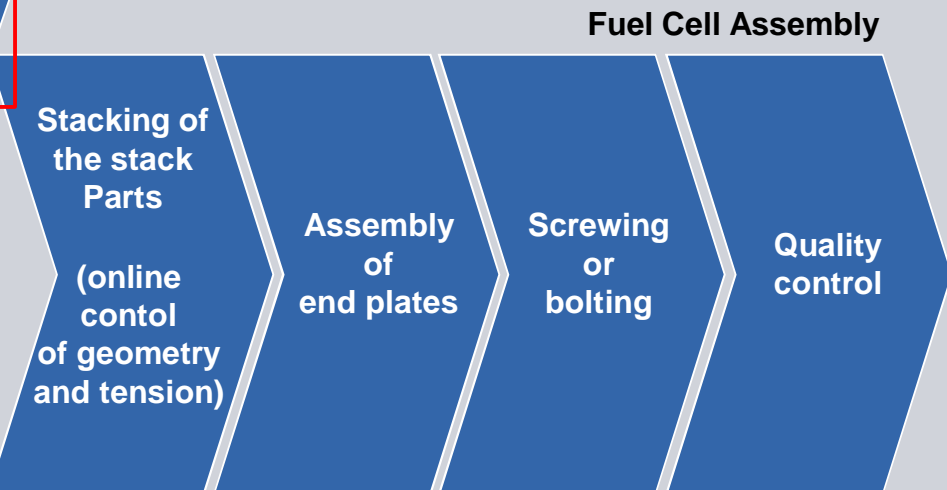 Fuel Cell Assembly
Stacking of
the stack
Parts
(online
contol
of geometry
and tension)
Assembly
of
end plates
Screwing
or
bolting
Quality
control